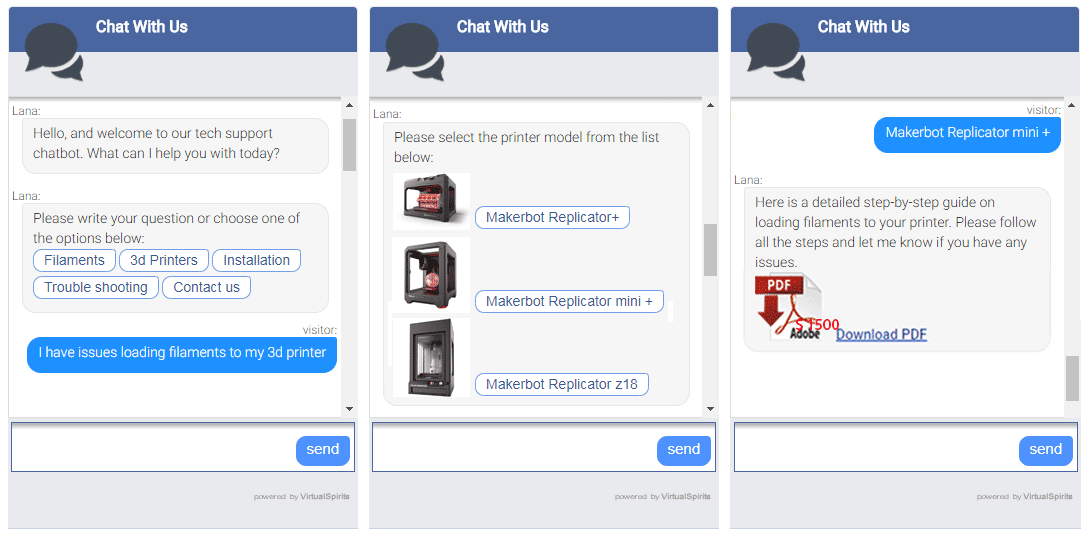 Chat With Us
Lana:
Hello, and welcome to our tech support
chatbot. What can I help you with today?
Lana:
Please write your question or choose one of
the options below:
Filaments 3d Printers Installation
Trouble shooting Contact us
visitor:
I have issues loading filaments to my 3d printer
send
powered by VirtualSpirits
Chat With Us
Lana:
Please select the printer model from the list
below:
Makerbot Replicator+
Makerbot Replicator mini +
Makerbot Replicator z18
send
powered by VirtualSpirits
Chat With Us
visitor:
Makerbot Replicator mini +
Lana:
Here is a detailed step-by-step guide on
loading filaments to your printer. Please follow
all the steps and let me know if you have any
issues.
PDF
$ 1500
Adobe Download PDF
send
powered by VirtualSpirits